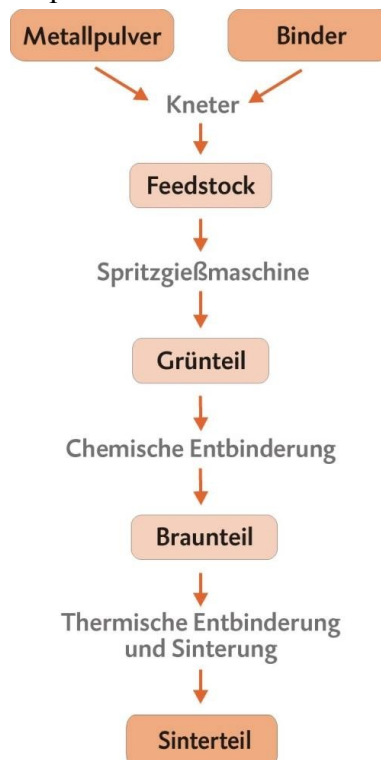 Metallpulver
Binder
Kneter
Feedstock
Spritzgießmaschine
Grünteil
Chemische Entbinderung
Braunteil
Thermische Entbinderung
und Sinterung
Sinterteil